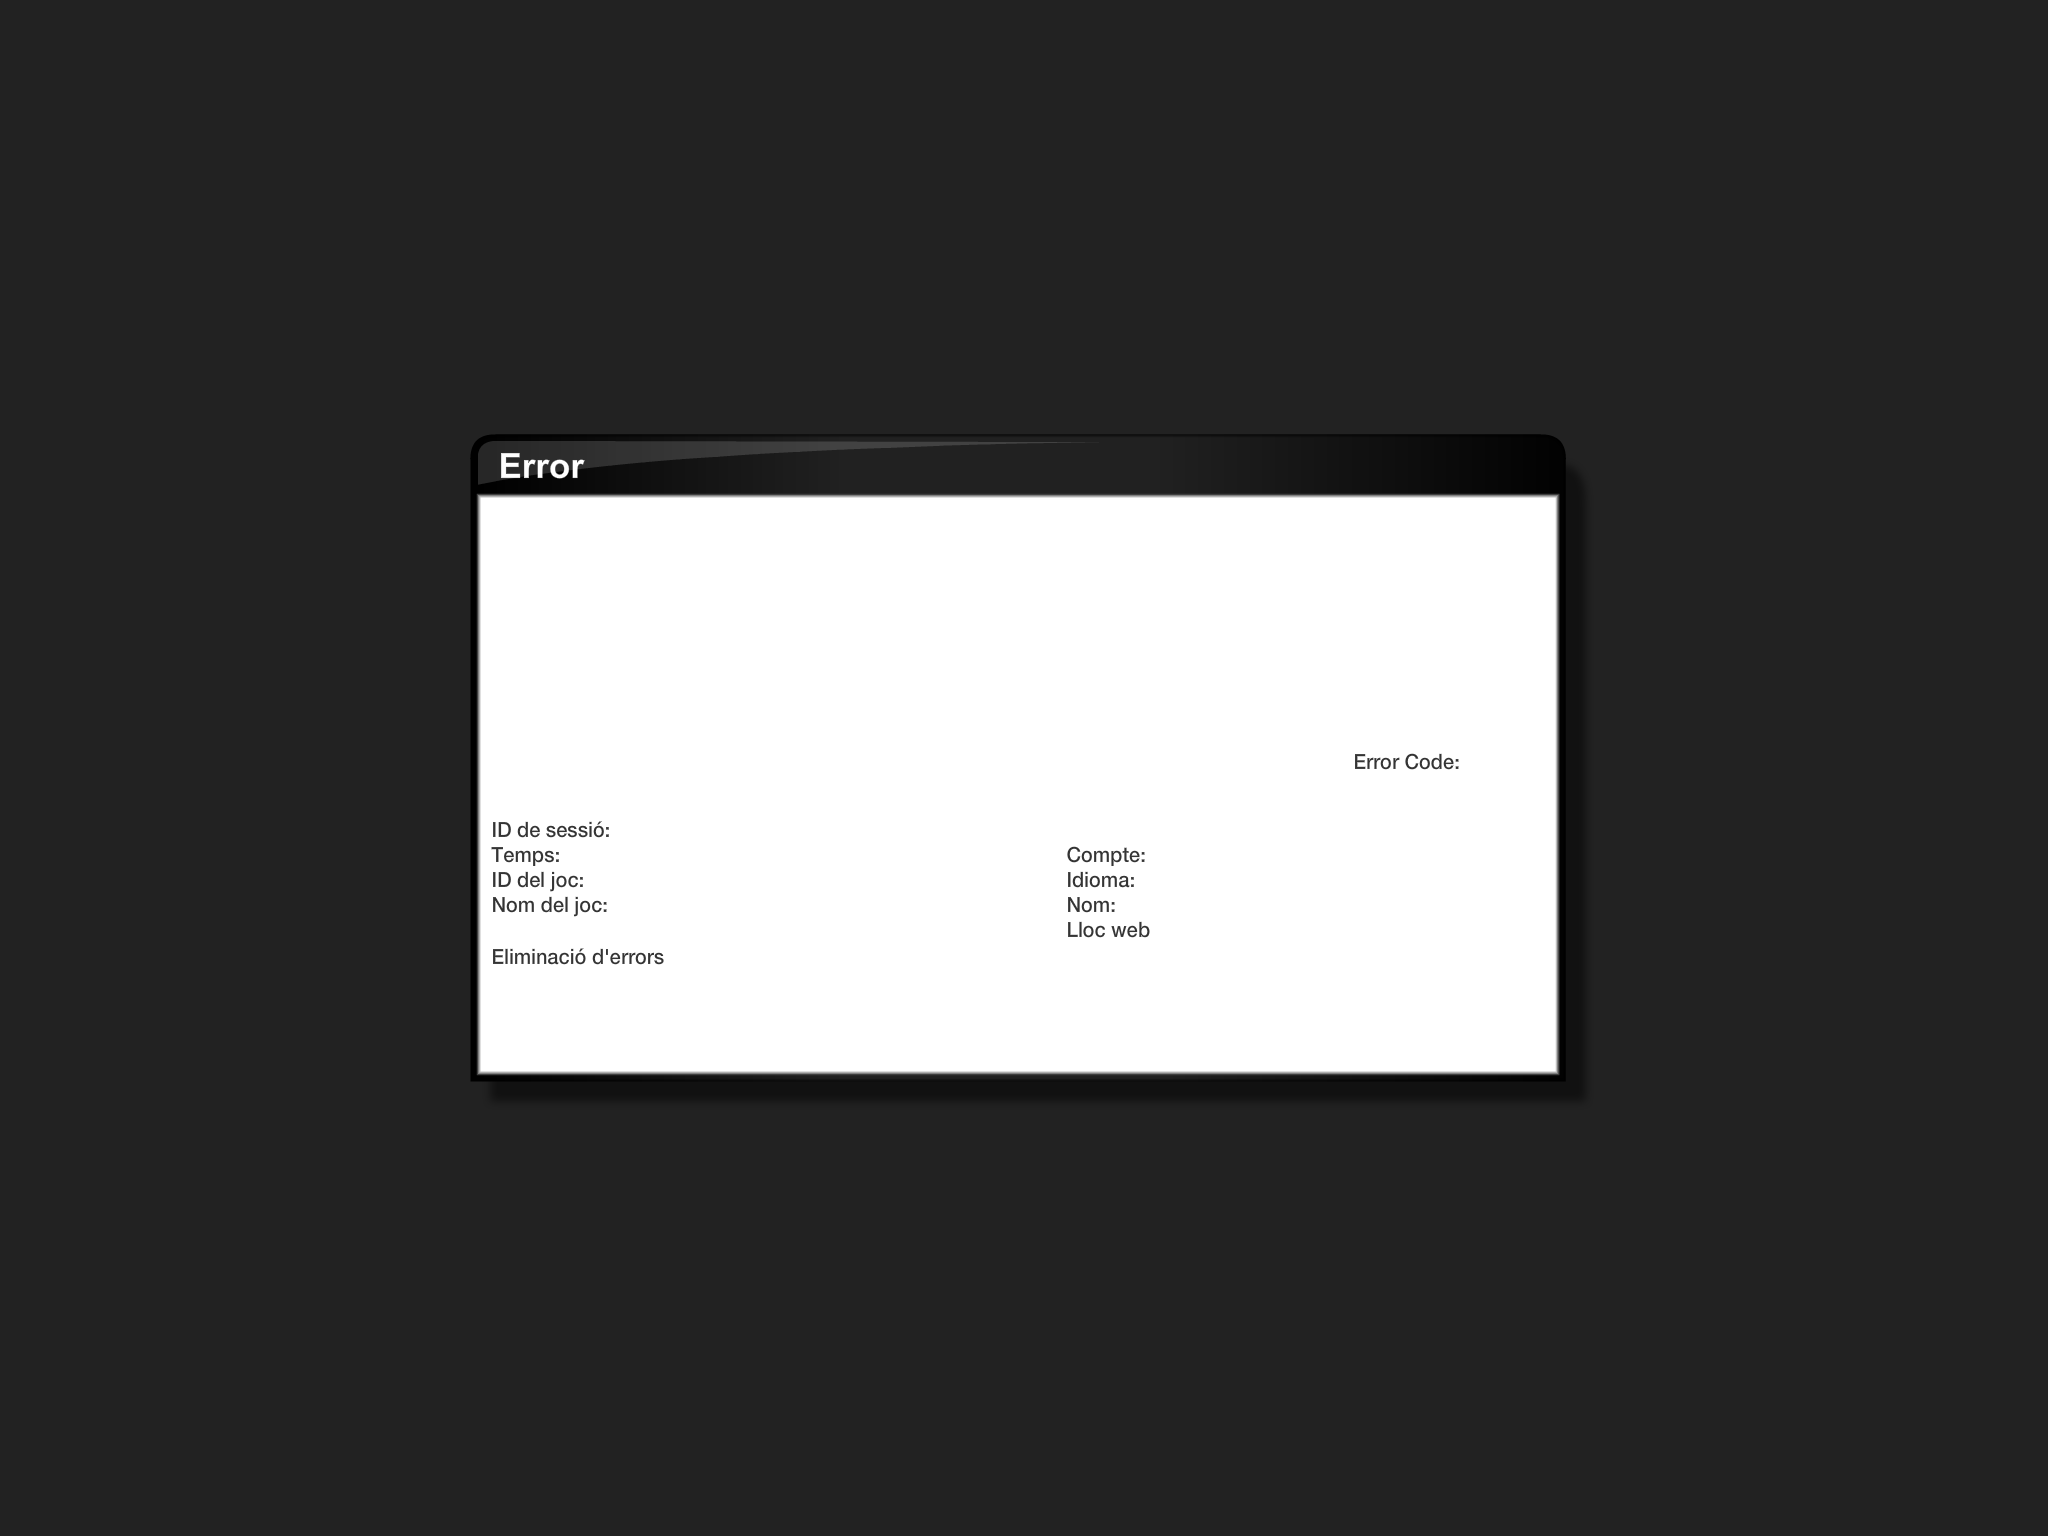 Error
Error Code:
ID de sessió:
Temps:
Compte:
ID del joc:
Idioma:
Nom del joc:
Nom:
Lloc web
Eliminació d'errors